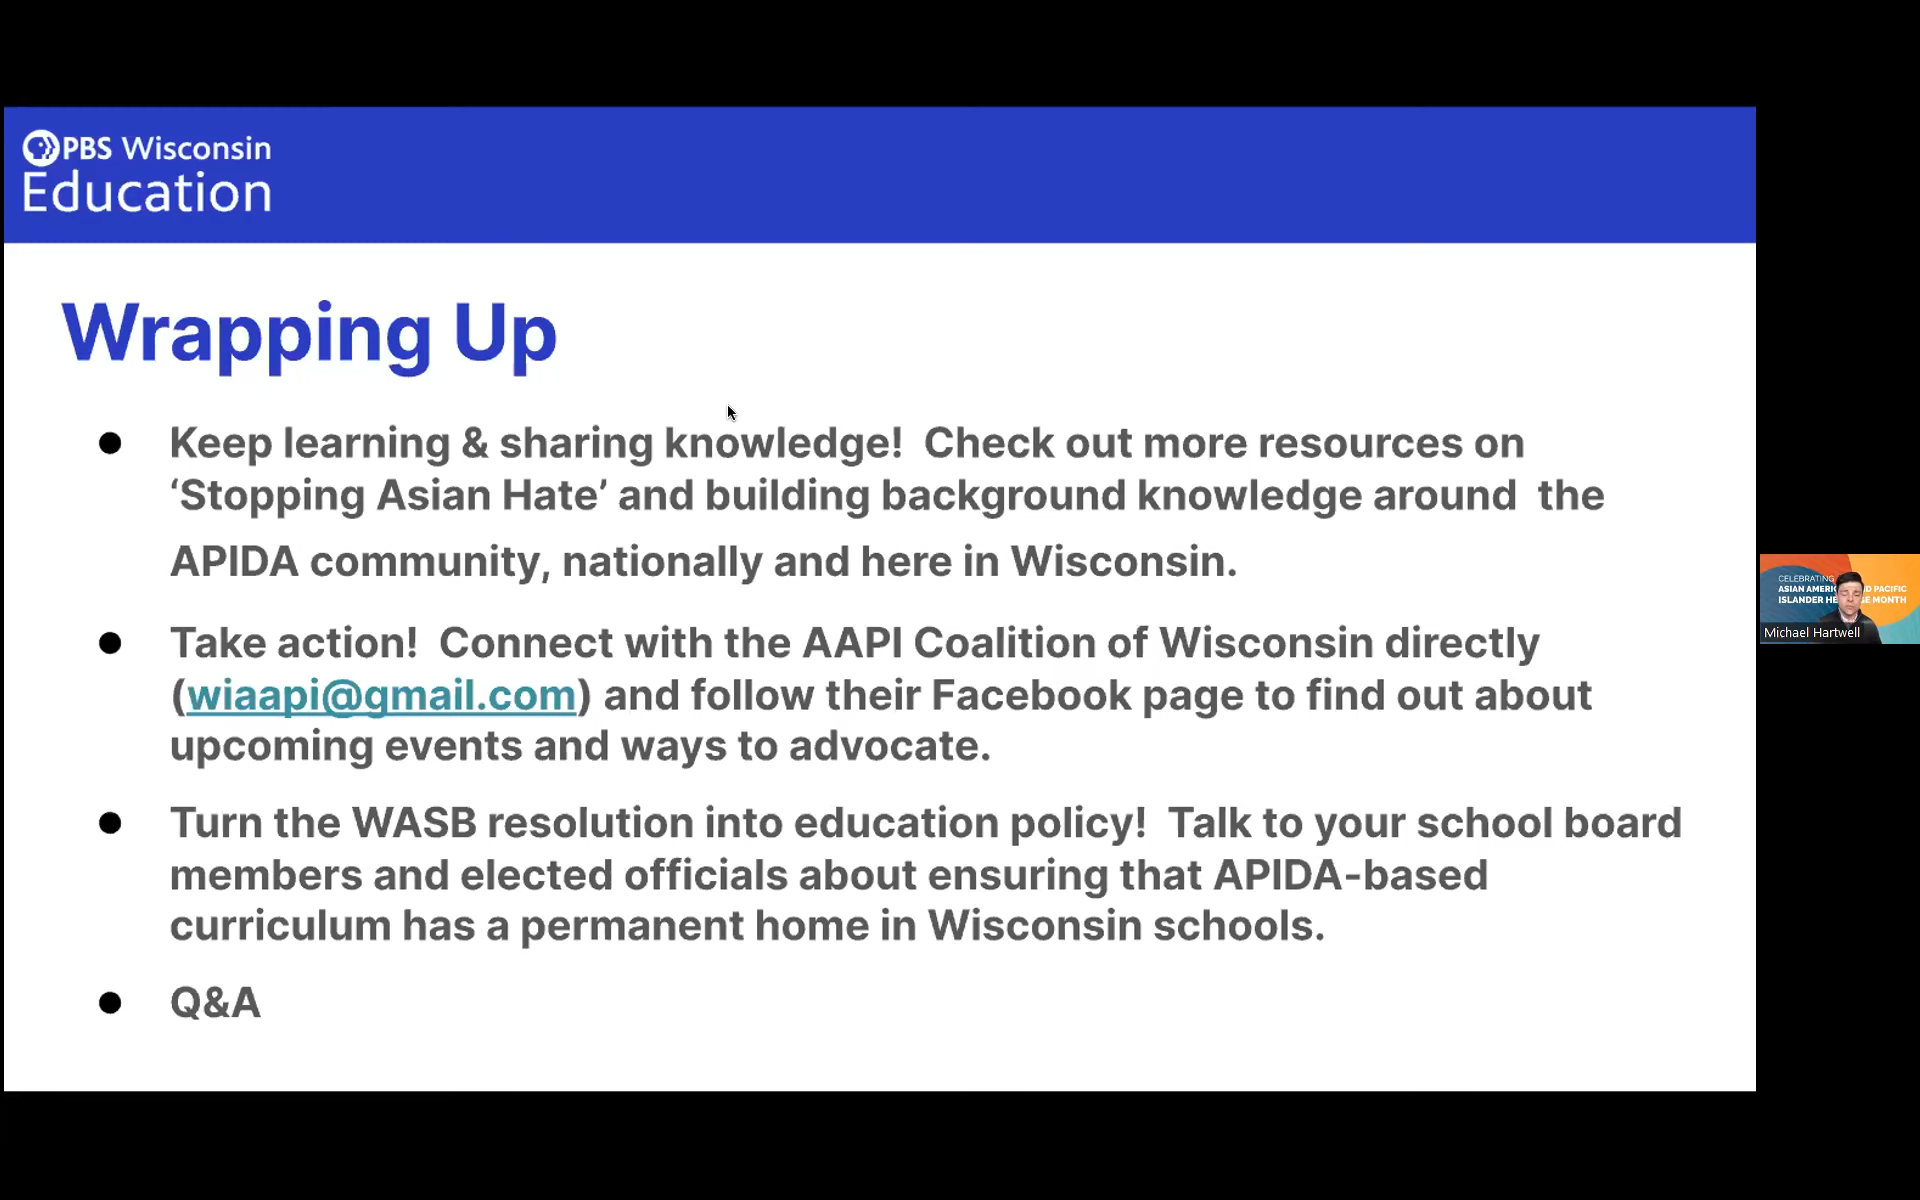 PBS Wisconsin
Education
Wrapping Up
● Keep learning & sharing knowledge!  Check out more resources on
‘Stopping Asian Hate’ and building background knowledge around  the
APIDA community, nationally and here in Wisconsin.
● Take action!  Connect with the AAPI Coalition of Wisconsin directly
(wiaapi@gmail.com) and follow their Facebook page to find out about
upcoming events and ways to advocate.
● Turn the WASB resolution into education policy!  Talk to your school board
members and elected officials about ensuring that APIDA-based
curriculum has a permanent home in Wisconsin schools.
● Q&A
CELEBRATING
ASIAN PACIFIC
ISLANDER MONTH
Michael Hartwell